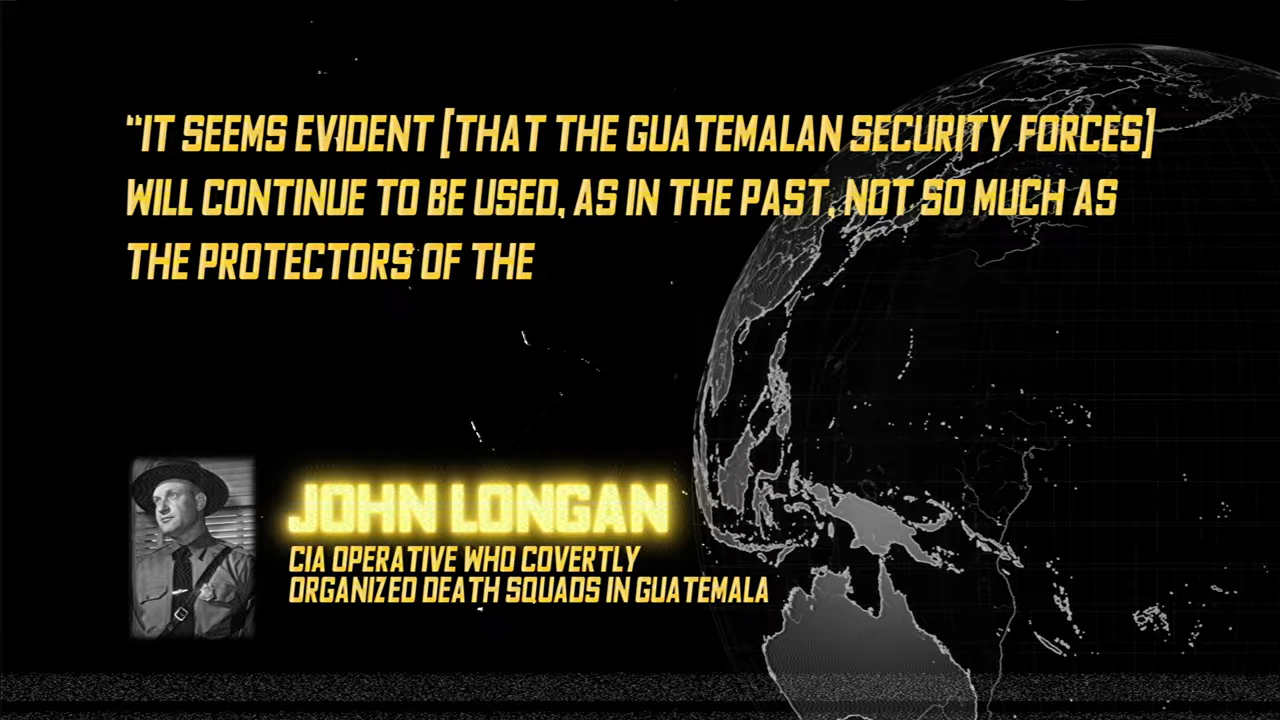 “IT SEEMS EVIDENT [THAT THE GUATEMALAN SECURITY FORCES]
WILL CONTINUE TO BE USED, AS IN THE PAST, NOT SO MUCH AS
THE PROTECTORS OF THE
JOHN LONGAN
CIA OPERATIVE WHO COVERTLY
ORGANIZED DEATH SQUADS IN GUATEMALA